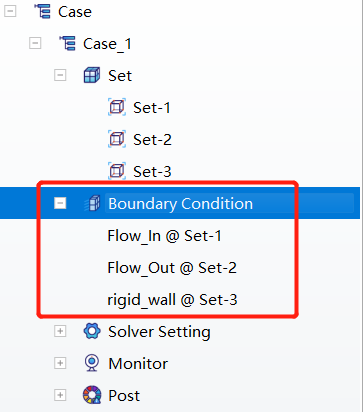 Case
Case_1
Set
Set-1
Set-2
Set-3
Boundary Condition
Flow_In @ Set-1
Flow_Out @ Set-2
rigid_wall @ Set-3
Solver Setting
Monitor
Post